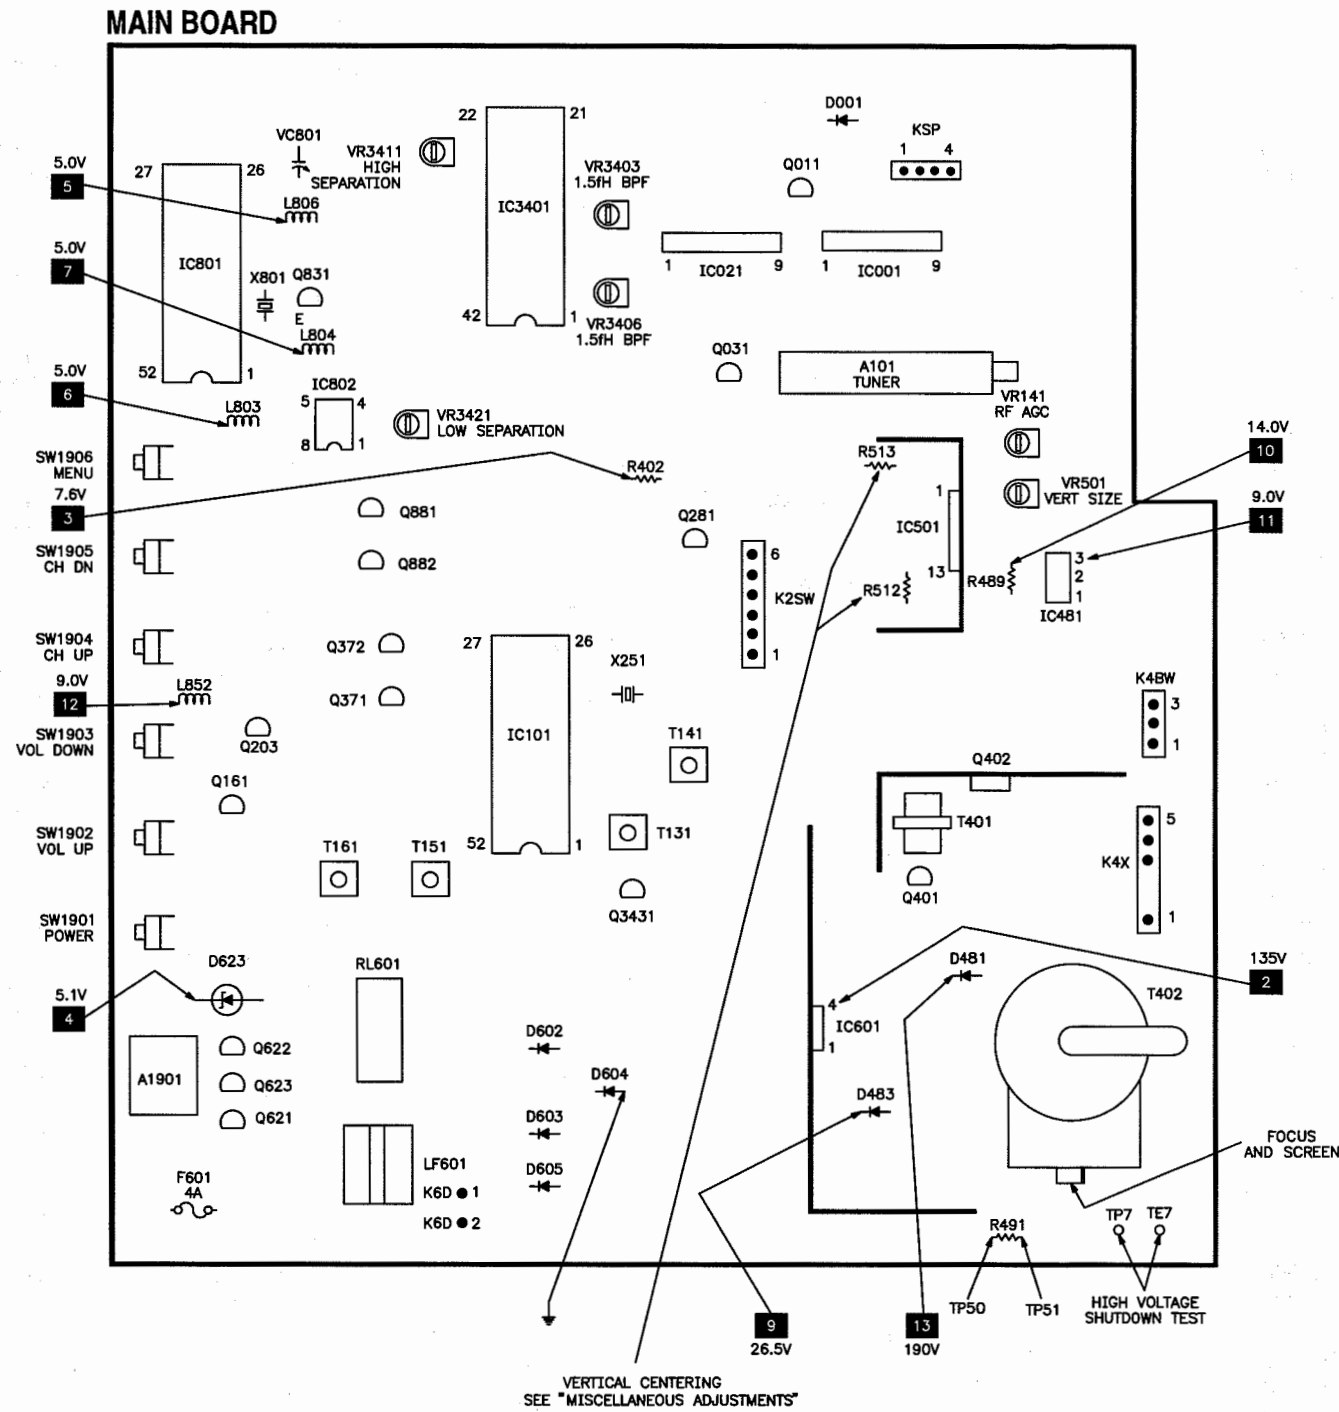 MAIN BOARD
D001
KSP
1 4
22
21
VC801
VR3411
HIGH
SEPARATION
5.0V
5
27
26
VR3403
1.5fH BPF
Q011
L806
IC3401
5.0V
7
IC801
X801
Q831
E
1
IC021
9
1
IC001
9
L804
42
1
VR3406
1.5fH BPF
Q031
A101
TUNER
52
1
5.0V
6
IC802
5
4
8
1
L803
VR3421
LOW SEPARATION
VR141
RF AGC
14.0V
10
SW1906
MENU
7.6V
3
R402
R513
1
VR501
VERT SIZE
9.0V
11
Q881
Q281
IC501
SW1905
CH DN
Q882
6
K2SW
1
13
R512
R489
3
2
1
IC481
SW1904
CH UP
Q372
27
26
X251
9.0V
12
L852
Q371
K4BW
3
1
SW1903
VOL DOWN
Q203
IC101
T141
Q402
Q161
SW1902
VOL UP
T161
T151
52
1
T131
T401
5
K4X
1
Q401
Q3431
SW1901
POWER
D623
RL601
D481
135V
2
5.1V
4
4
IC601
1
T402
D602
Q622
A1901
Q623
D604
D483
Q621
D603
FOCUS
AND SCREEN
LF601
D605
F601
4A
K6D 1
K6D 2
R491
TP7
TE7
TP50
TP51
HIGH VOLTAGE
SHUTDOWN TEST
9
26.5V
13
190V
VERTICAL CENTERING
SEE "MISCELLANEOUS ADJUSTMENTS"